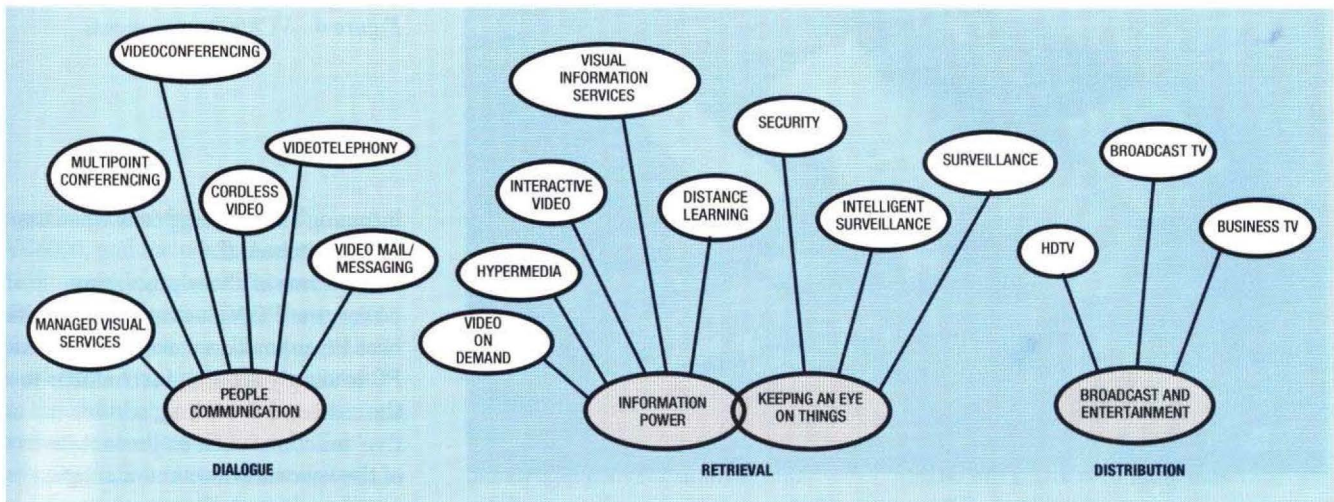 VIDEOCONFERENCING
MULTIPOINT
CONFERENCING
CORDLESS
VIDEO
VIDEOTELEPHONY
VIDEO MAIL/
MESSAGING
MANAGED VISUAL
SERVICES
PEOPLE
COMMUNICATION
DIALOGUE
VISUAL
INFORMATION
SERVICES
INTERACTIVE
VIDEO
HYPERMEDIA
VIDEO
ON
DEMAND
DISTANCE
LEARNING
INFORMATION
POWER
SECURITY
INTELLIGENT
SURVEILLANCE
SURVEILLANCE
KEEPING AN EYE
ON THINGS
RETRIEVAL
HDTV
BROADCAST TV
BUSINESS TV
BROADCAST AND
ENTERTAINMENT
DISTRIBUTION